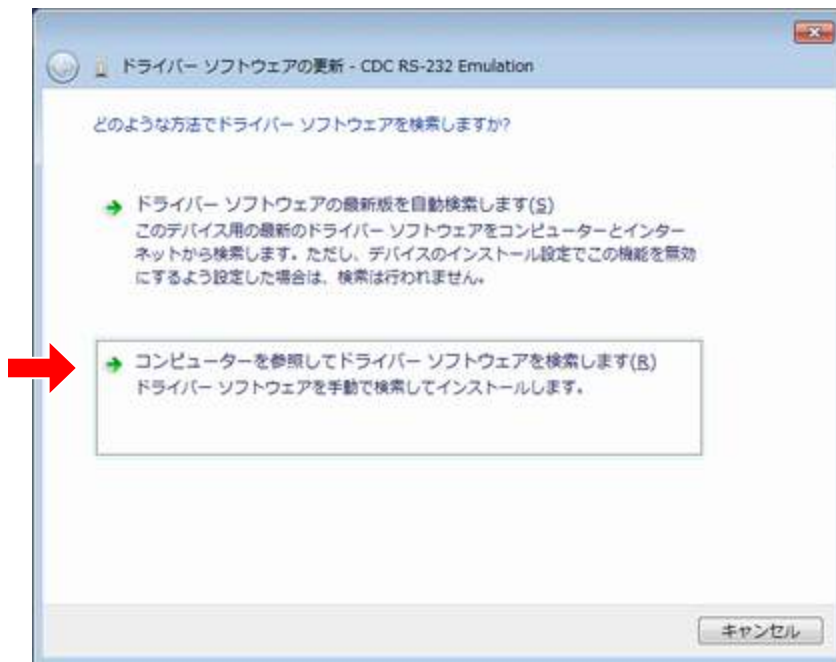 ドライバー ソフトウェアの更新 - CDC RS-232 Emulation
どのような方法でドライバー ソフトウェアを検索しますか?
ドライバー ソフトウェアの最新版を自動検索します(S)
このデバイス用の最新のドライバー ソフトウェアをコンピューターとインター
ネットから検索します。ただし、デバイスのインストール設定でこの機能を無効
にするよう設定した場合は、検索は行われません。
コンピューターを参照してドライバー ソフトウェアを検索します(R)
ドライバー ソフトウェアを手動で検索してインストールします。
キャンセル